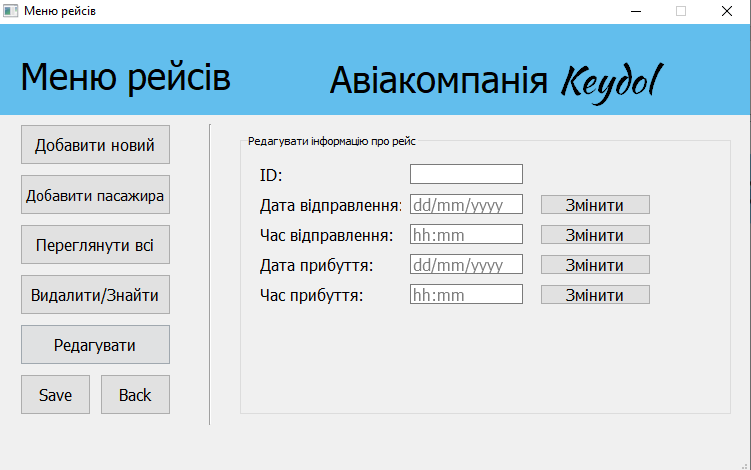 Меню рейсів
Меню рейсів
Авіакомпанія Keydol
Добавити новий
Добавити пасажира
Переглянути всі
Видалити/Знайти
Редагувати
Save Back
Редагувати інформацію про рейс
ID:
Дата відправлення: dd/mm/yyyy Змінити
Час відправлення: hh:mm Змінити
Дата прибуття: dd/mm/yyyy Змінити
Час прибуття: hh:mm Змінити